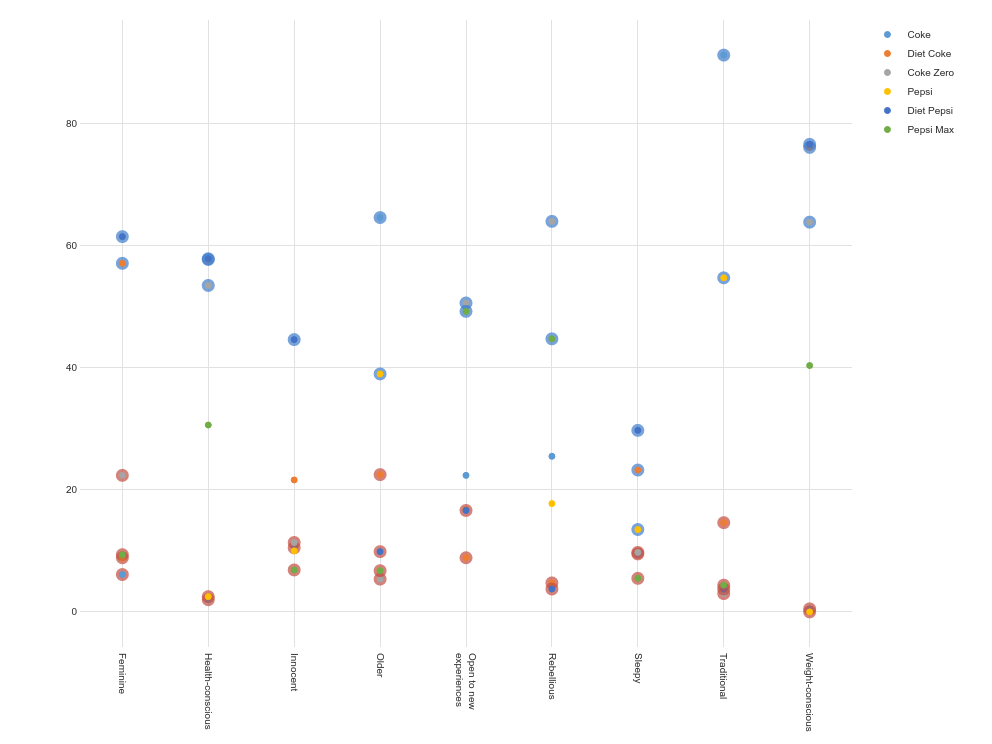 Coke
Diet Coke
Coke Zero
Pepsi
Diet Pepsi
Pepsi Max
80
60
40
20
0
Feminine
Health-conscious
Innocent
Older
Open to new
experiences
Rebellious
Sleepy
Traditional
Weight-conscious